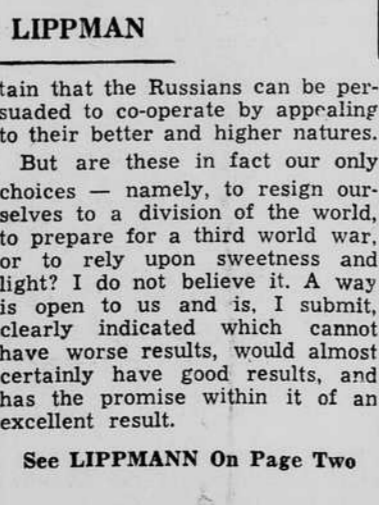 LIPPMAN
tain that the Russians can be per-
suaded to co-operate by appealing
to their better and higher natures.
But are these in fact our only
choices — namely, to resign our-
selves to a division of the world,
to prepare for a third world war,
or to rely upon sweetness and
light? I do not believe it. A way
is open to us and is, I submit,
clearly indicated which cannot
have worse results, would almost
certainly have good results, and
has the promise within it of an
excellent result.
See LIPPMANN On Page Two